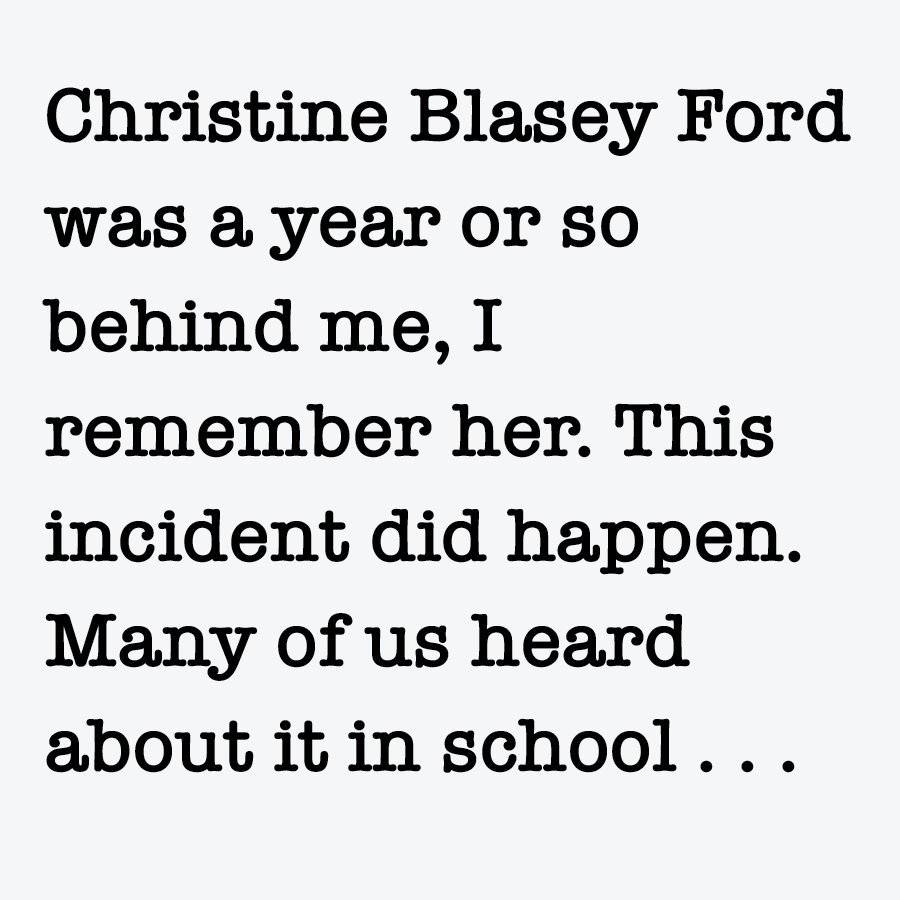 Christine Blasey Ford
was a year or so
behind me, I
remember her. This
incident did happen.
Many of us heard
about it in school . . .